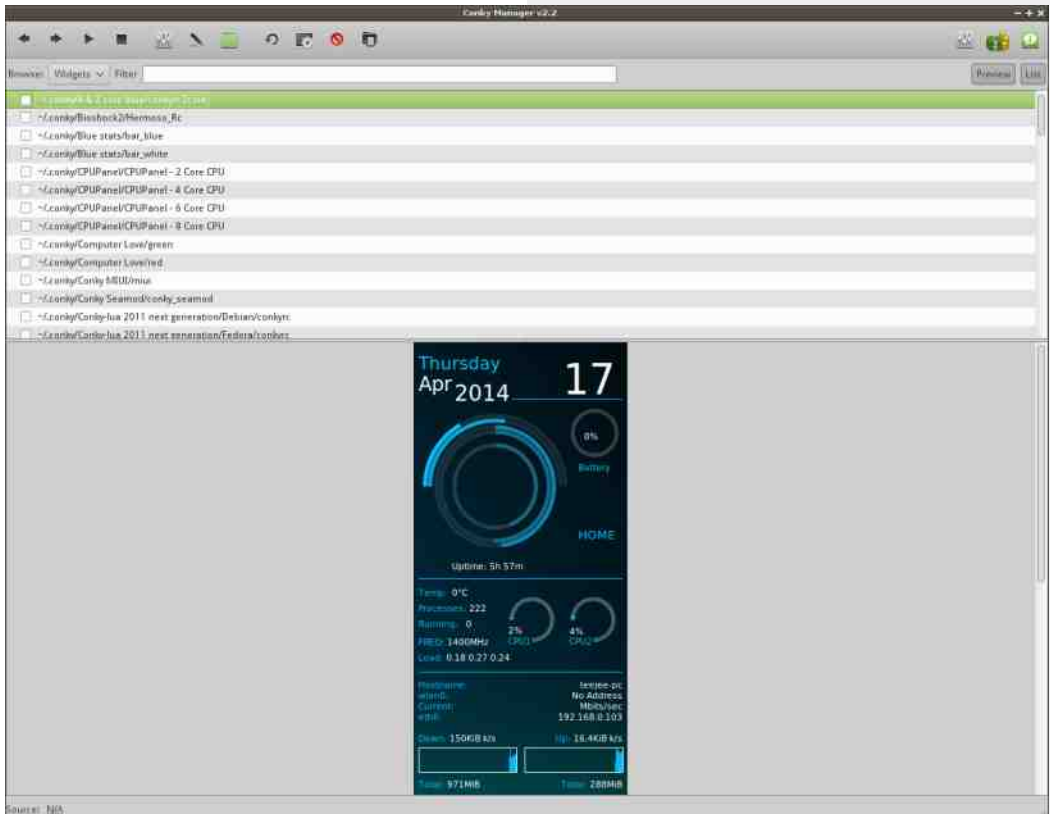 Conky Manager v2.2
Browse: Widgets Filter
Preview List
~/.conky/Bioshock2/Hermoso_Rc
~/.conky/Blue stats/bar_blue
~/.conky/Blue stats/bar_white
~/.conky/CPUPanel/CPUPanel - 2 Core CPU
~/.conky/CPUPanel/CPUPanel - 4 Core CPU
~/.conky/CPUPanel/CPUPanel - 6 Core CPU
~/.conky/CPUPanel/CPUPanel - 8 Core CPU
~/.conky/Computer Love/green
~/.conky/Computer Love/red
~/.conky/Conky MIUI/miui
~/.conky/Conky Seamod/conky_seamod
~/.conky/Conky-lua 2011 next generation/Debian/conkyrc
~/.conky/Conky-lua 2011 next generation/Fedora/conkyrc
Thursday
Apr 2014 17
0%
Battery
HOME
Uptime: 5h 57m
Temp: 0°C
Processes: 222
Running: 0
FREQ: 1400MHz
Load: 0.18 0.27 0.24
2%
CPU1
4%
CPU2
Hostname: teejee-pc
wlan0: No Address
Current: Mbits/sec
eth0: 192.168.0.103
Down: 150KiB k/s Up: 16.4KiB k/s
Total: 971MiB Total: 288MiB
Source: N/A